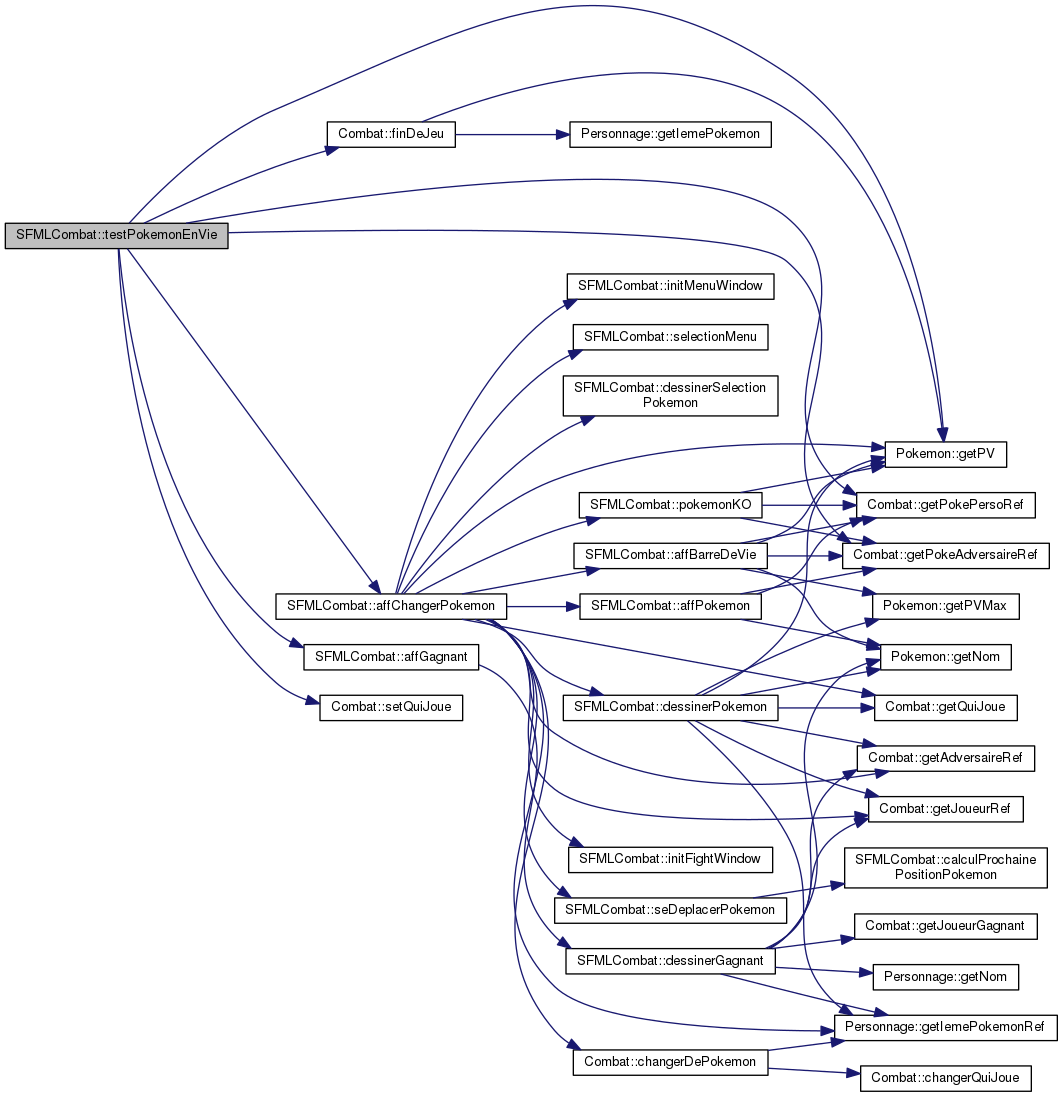 Combat::finDeJeu
Personnage::getIemePokemon
SFMLCombat::testPokemonEnVie
SFMLCombat::initMenuWindow
SFMLCombat::selectionMenu
SFMLCombat::dessinerSelection
Pokemon
Pokemon::getPV
SFMLCombat::pokemonKO
Combat::getPokePersoRef
SFMLCombat::affBarreDeVie
Combat::getPokeAdversaireRef
SFMLCombat::affChangerPokemon
SFMLCombat::affPokemon
Pokemon::getPVMax
SFMLCombat::affGagnant
Pokemon::getNom
Combat::setQuiJoue
SFMLCombat::dessinerPokemon
Combat::getQuiJoue
Combat::getAdversaireRef
Combat::getJoueurRef
SFMLCombat::initFightWindow
SFMLCombat::calculProchaine
PositionPokemon
SFMLCombat::seDeplacerPokemon
Combat::getJoueurGagnant
SFMLCombat::dessinerGagnant
Personnage::getNom
Personnage::getIemePokemonRef
Combat::changerDePokemon
Combat::changerQuiJoue